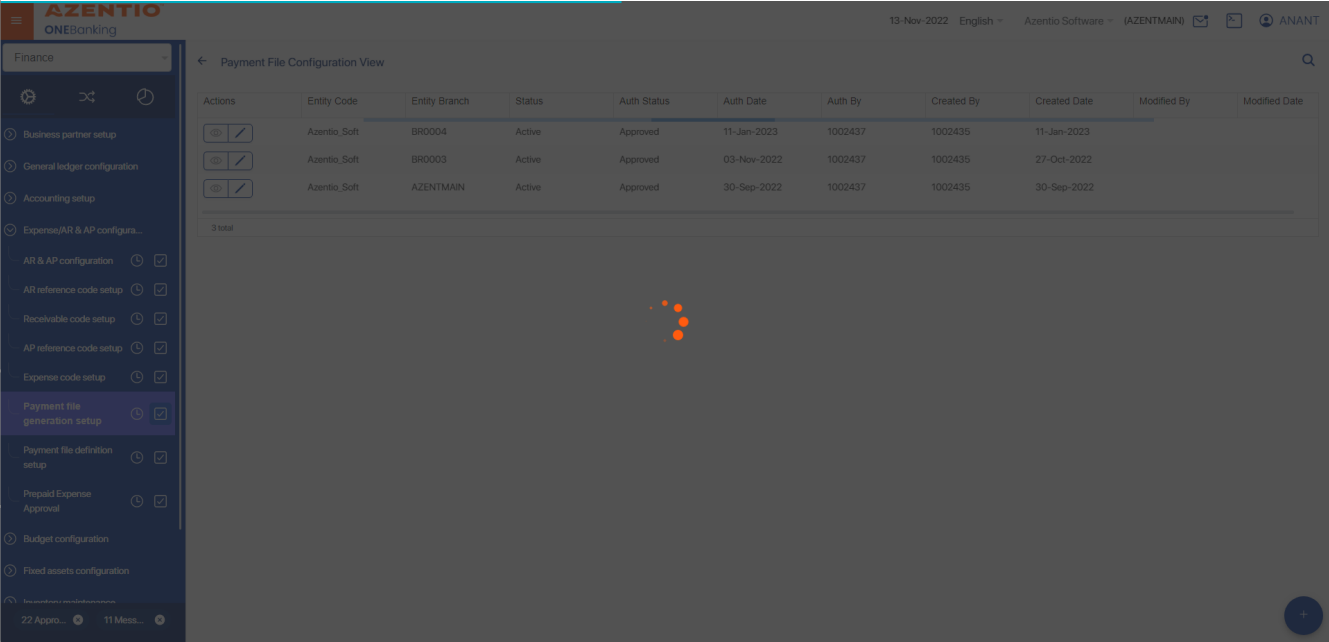 AZENTIO
ONEBanking
13-Nov-2022 English Azentio Software (AZENTMAIN) ANANT
Finance
Payment File Configuration View
Actions Entity Code Entity Branch Status Auth Status Auth Date Auth By Created By Created Date Modified By Modified Date
Azentio_Soft BR0004 Active Approved 11-Jan-2023 1002437 1002435 11-Jan-2023
Azentio_Soft BR0003 Active Approved 03-Nov-2022 1002437 1002435 27-Oct-2022
Azentio_Soft AZENTMAIN Active Approved 30-Sep-2022 1002437 1002435 30-Sep-2022
3 total
Business partner setup
General ledger configuration
Accounting setup
Expense/AR & AP configura...
AR & AP configuration
AR reference code setup
Receivable code setup
AP reference code setup
Expense code setup
Payment file
generation setup
Payment file definition
setup
Prepaid Expense
Approval
Budget configuration
Fixed assets configuration
Inventory maintenance
22 Appro... 11 Mess...